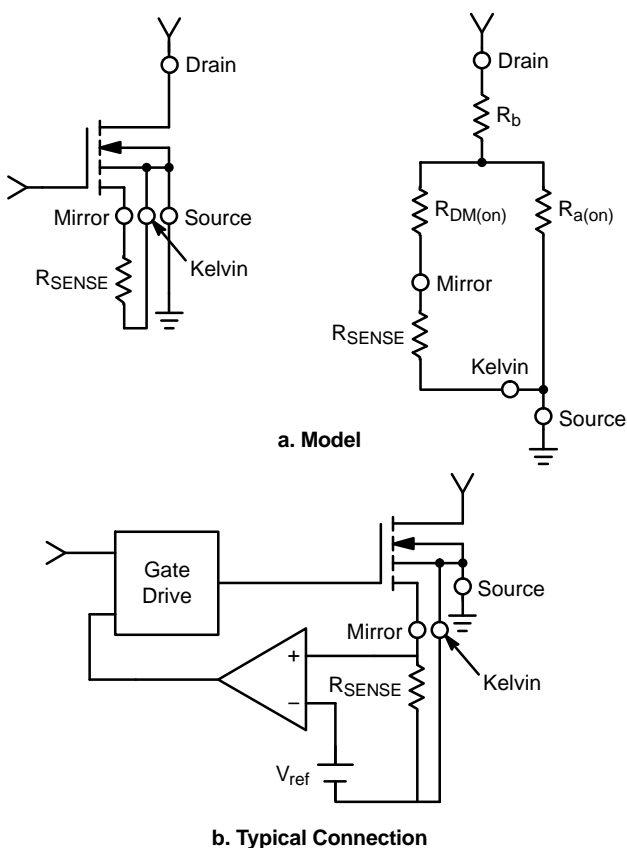 Drain
Mirror
Source
Kelvin
RSENSE
Drain
Rb
RDM(on)
Ra(on)
Mirror
RSENSE
Kelvin
Source
a. Model
Gate
Drive
Source
Mirror
Kelvin
+
RSENSE
−
Vref
b. Typical Connection